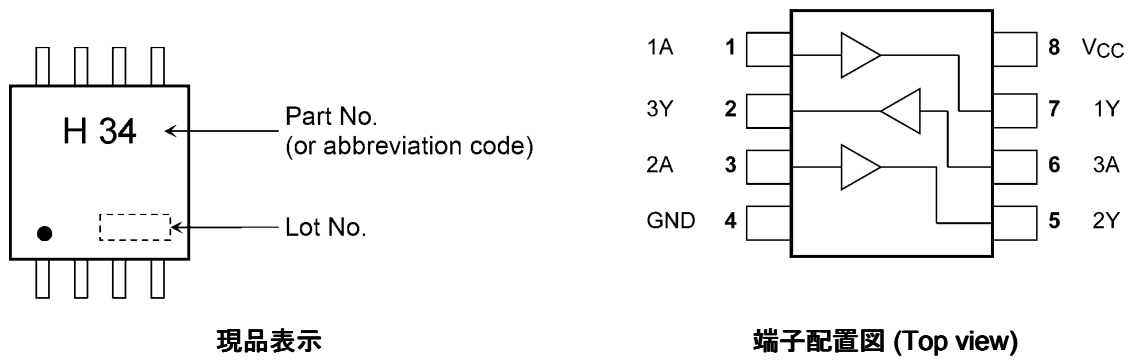 H 34
Part No.
(or abbreviation code)
Lot No.
現品表示
1A 1 8 VCC
3Y 2 7 1Y
2A 3 6 3A
GND 4 5 2Y
端子配置図 (Top view)